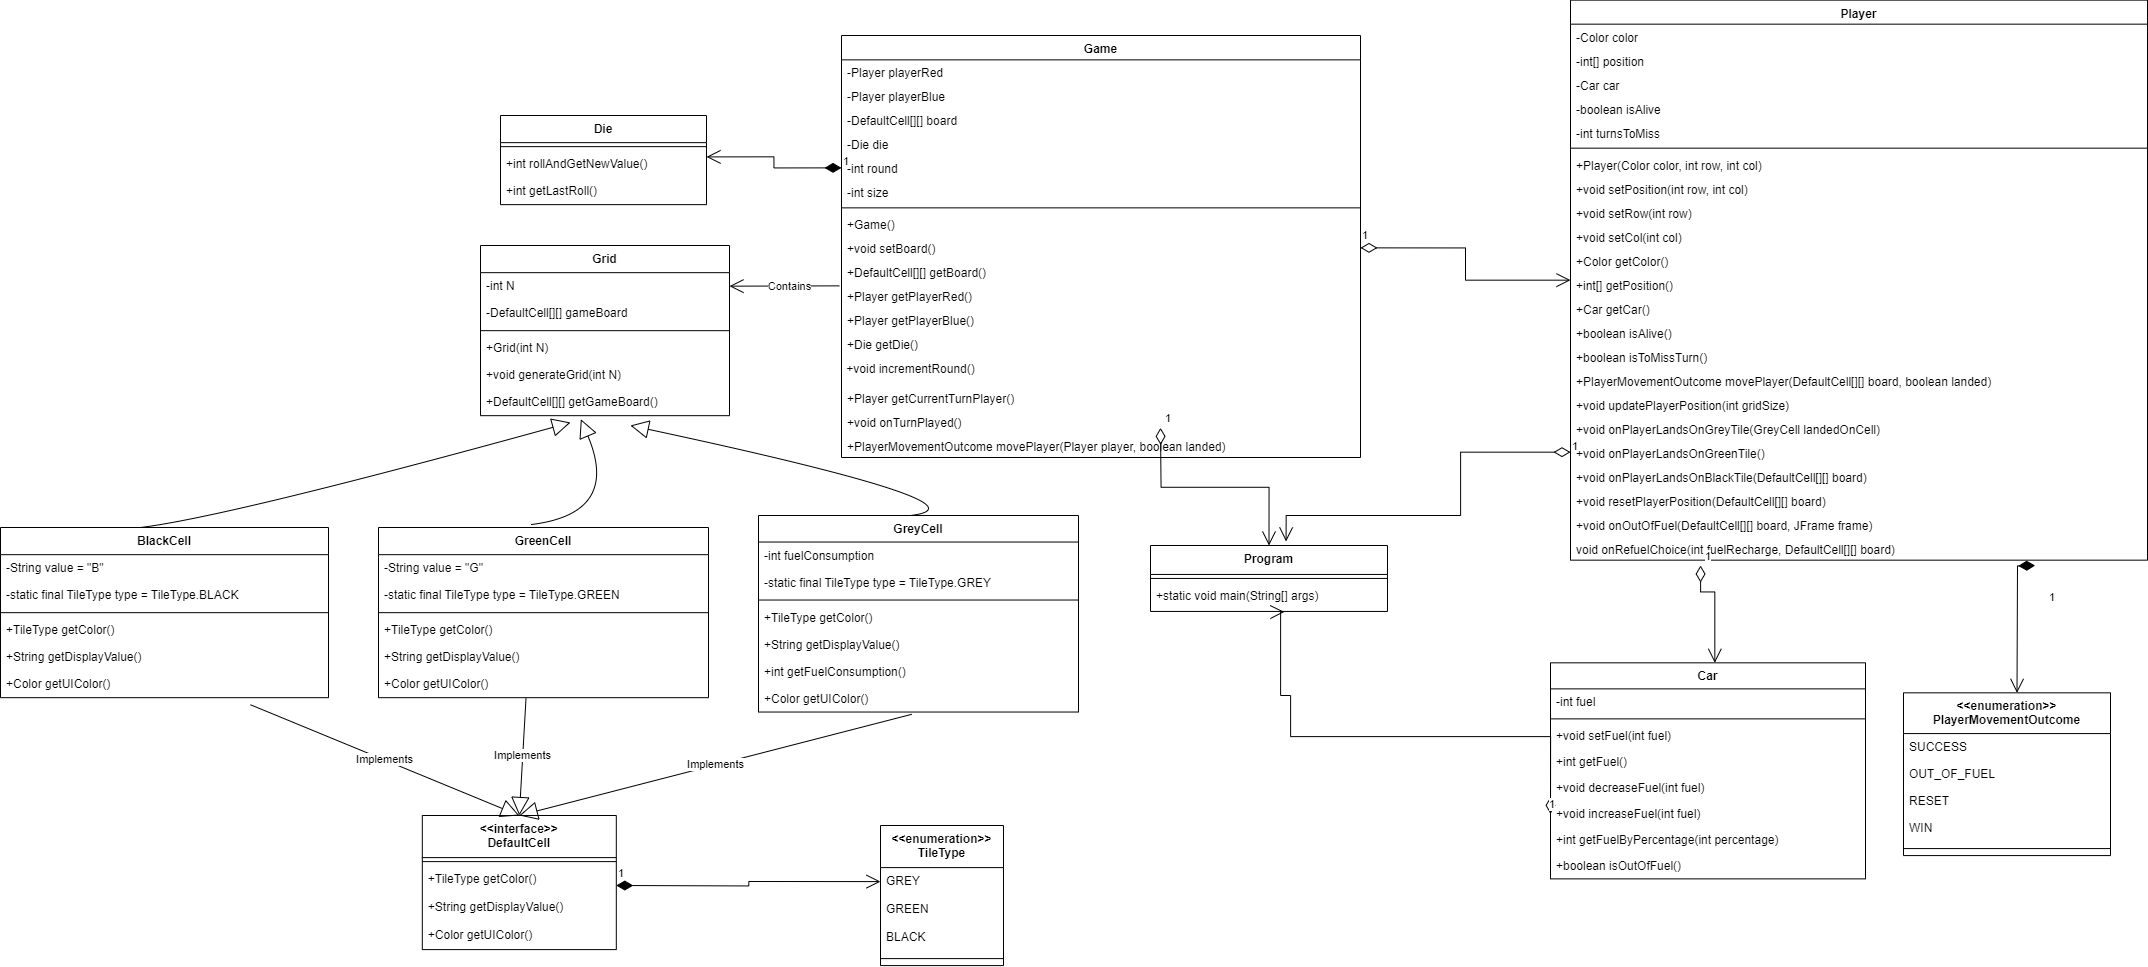 Player
-Color color
-int[] position
-Car car
-boolean isAlive
-int turnsToMiss
+Player(Color color, int row, int col)
+void setPosition(int row, int col)
+void setRow(int row)
+void setCol(int col)
+Color getColor()
+int[] getPosition()
+Car getCar()
+boolean isAlive()
+boolean isToMissTurn()
+PlayerMovementOutcome movePlayer(DefaultCell[][] board, boolean landed)
+void updatePlayerPosition(int gridSize)
+void onPlayerLandsOnGreyTile(GreyCell landedOnCell)
+void onPlayerLandsOnGreenTile()
+void onPlayerLandsOnBlackTile(DefaultCell[][] board)
+void resetPlayerPosition(DefaultCell[][] board)
+void onOutOfFuel(DefaultCell[][] board, JFrame frame)
void onRefuelChoice(int fuelRecharge, DefaultCell[][] board)
Game
-Player playerRed
-Player playerBlue
-DefaultCell[][] board
-Die die
-int round
-int size
+Game()
+void setBoard()
+DefaultCell[][] getBoard()
+Player getPlayerRed()
+Player getPlayerBlue()
+Die getDie()
+void incrementRound()
+Player getCurrentTurnPlayer()
+void onTurnPlayed()
+PlayerMovementOutcome movePlayer(Player player, boolean landed)
1
1
1
1
1
1
Die
+int rollAndGetNewValue()
+int getLastRoll()
Grid
-int N
-DefaultCell[][] gameBoard
+Grid(int N)
+void generateGrid(int N)
+DefaultCell[][] getGameBoard()
Contains
BlackCell
-String value = "B"
-static final TileType type = TileType.BLACK
+TileType getColor()
+String getDisplayValue()
+Color getUIColor()
GreenCell
-String value = "G"
-static final TileType type = TileType.GREEN
+TileType getColor()
+String getDisplayValue()
+Color getUIColor()
GreyCell
-int fuelConsumption
-static final TileType type = TileType.GREY
+TileType getColor()
+String getDisplayValue()
+int getFuelConsumption()
+Color getUIColor()
Program
+static void main(String[] args)
Implements
Implements
Implements
Car
-int fuel
+void setFuel(int fuel)
+int getFuel()
+void decreaseFuel(int fuel)
+void increaseFuel(int fuel)
+int getFuelByPercentage(int percentage)
+boolean isOutOfFuel()
1
<<enumeration>>
PlayerMovementOutcome
SUCCESS
OUT_OF_FUEL
RESET
WIN
<<interface>>
DefaultCell
+TileType getColor()
+String getDisplayValue()
+Color getUIColor()
1
<<enumeration>>
TileType
GREY
GREEN
BLACK